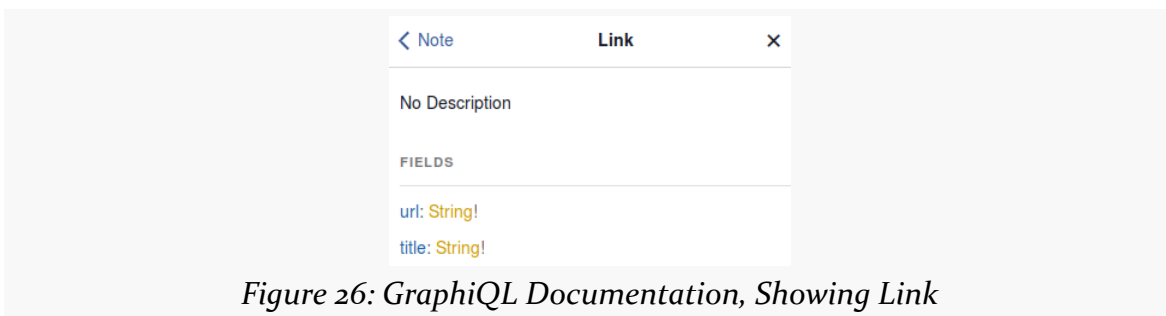 Note Link ×
No Description
FIELDS
url: String!
title: String!
Figure 26: GraphiQL Documentation, Showing Link